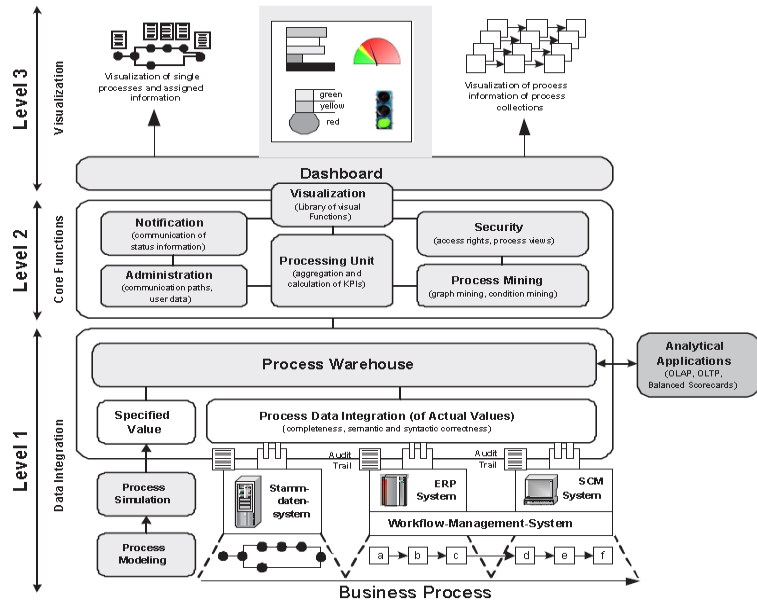 Level 3
Visualization
Visualization of single
processes and assigned
information
green
yellow
red
Visualization of process
information of process
collections
Dashboard
Level 2
Core Functions
Visualization
(Library of visual
Functions)
Notification
(communication of
status information)
Security
(access rights, process views)
Processing Unit
(aggregation and
calculation of KPIs)
Administration
(communication paths,
user data)
Process Mining
(graph mining, condition mining)
Level 1
Data Integration
Process Warehouse
Analytical
Applications
(OLAP, OLTP,
Balanced Scorecards)
Specified
Value
Process Data Integration (of Actual Values)
(completeness, semantic and syntactic correctness)
Audit
Trail
Audit
Trail
Process
Simulation
Stamm-
daten-
system
ERP
System
SCM
System
Workflow-Management-System
Process
Modeling
a
b
c
d
e
f
Business Process